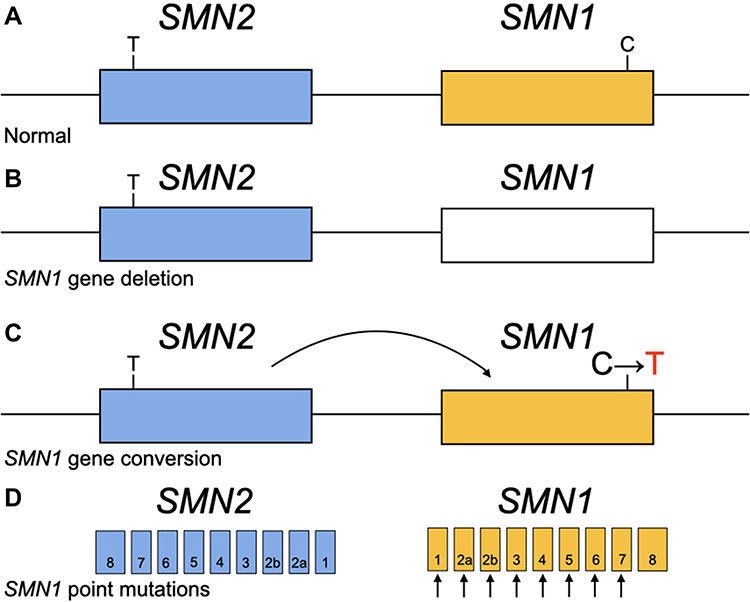 A SMN2 SMN1
T C
Normal
B SMN2 SMN1
T
SMN1 gene deletion
C SMN2 SMN1
T C→T
SMN1 gene conversion
D SMN2 SMN1
8 7 6 5 4 3 2b 2a 1 1 2a 2b 3 4 5 6 7 8
SMN1 point mutations